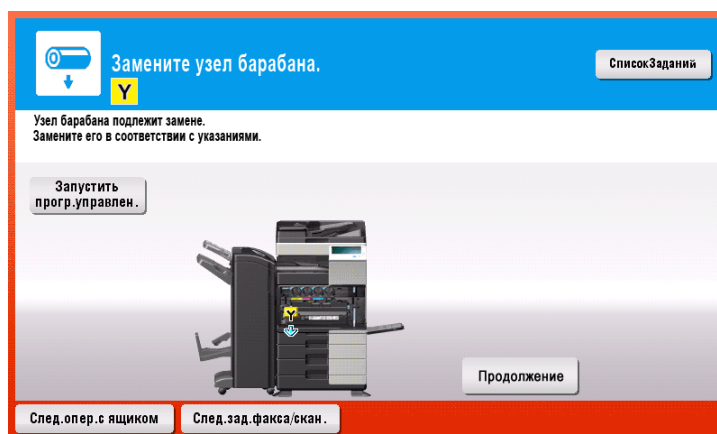 Замените узел барабана.
Y
СписокЗаданий
Узел барабана подлежит замене.
Замените его в соответствии с указаниями.
Запустить
прогр.управлен.
Y
Продолжение
След.опер.с ящиком
След.зад.факса/скан.